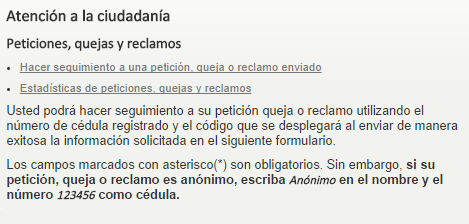 Atención a la ciudadanía
Peticiones, quejas y reclamos
• Hacer seguimiento a una petición, queja o reclamo enviado
• Estadísticas de peticiones, quejas y reclamos
Usted podrá hacer seguimiento a su petición queja o reclamo utilizando el
número de cédula registrado y el código que se desplegará al enviar de manera
exitosa la información solicitada en el siguiente formulario.
Los campos marcados con asterisco(*) son obligatorios. Sin embargo, si su
petición, queja o reclamo es anónimo, escriba Anónimo en el nombre y el
número 123456 como cédula.